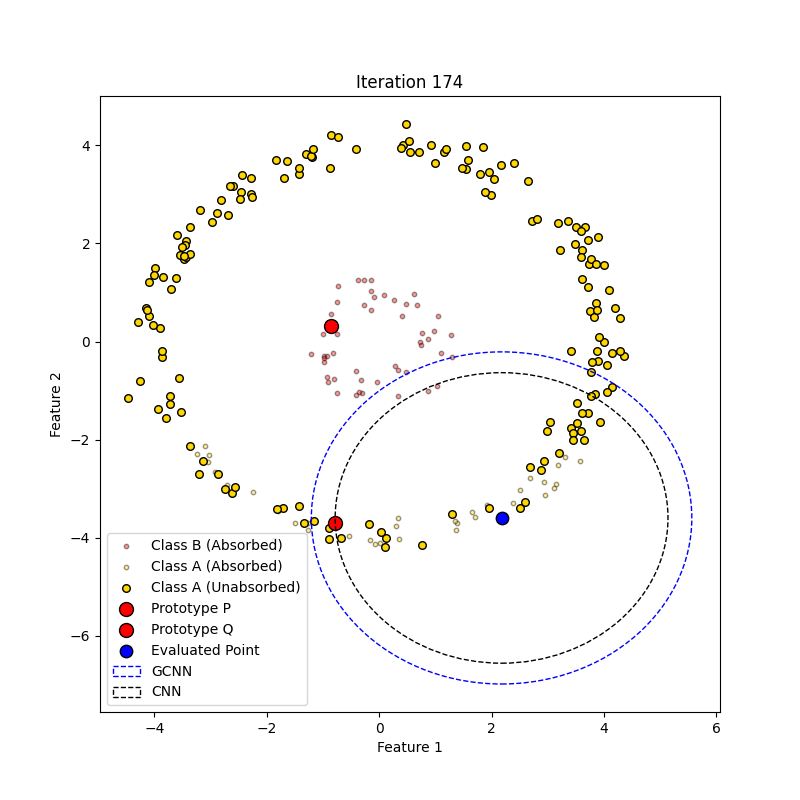 Iteration 174
Feature 2
4
2
0
−2
−4
−6
Class B (Absorbed)
Class A (Absorbed)
Class A (Unabsorbed)
Prototype P
Prototype Q
Evaluated Point
GCNN
CNN
−4 −2 0 2 4 6
Feature 1